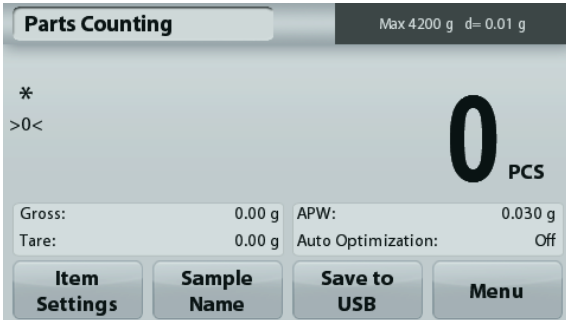 Parts Counting
Max 4200 g d= 0.01 g
*
>0<
0 PCS
Gross: 0.00 g APW: 0.030 g
Tare: 0.00 g Auto Optimization: Off
Item Settings
Sample Name
Save to USB
Menu